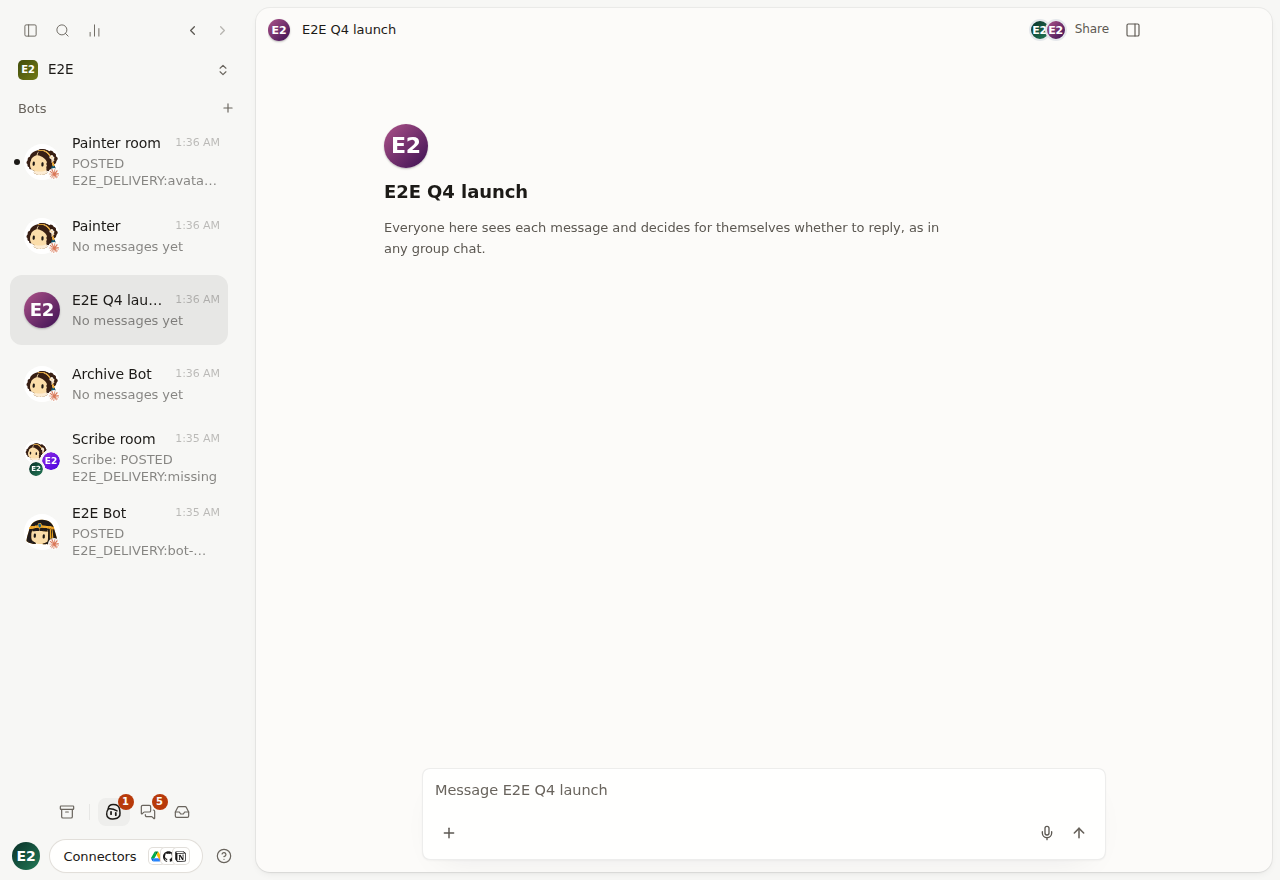 E2 E2E
Bots
Painter room 1:36 AM
POSTED
E2E_DELIVERY:avata…
Painter 1:36 AM
No messages yet
E2 E2E Q4 lau… 1:36 AM
No messages yet
Archive Bot 1:36 AM
No messages yet
Scribe room 1:35 AM
E2 E2 Scribe: POSTED
E2E_DELIVERY:missing
E2E Bot 1:35 AM
POSTED
E2E_DELIVERY:bot-…
1 5
E2 Connectors
E2 E2E Q4 launch E2 E2 Share
E2
E2E Q4 launch
Everyone here sees each message and decides for themselves whether to reply, as in
any group chat.
Message E2E Q4 launch